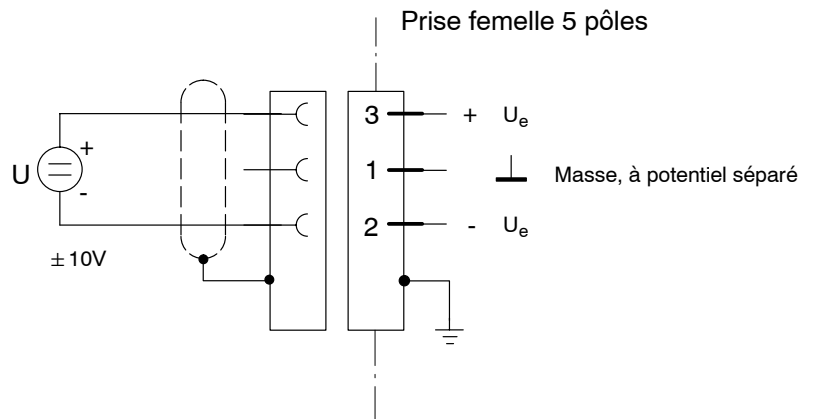 Prise femelle 5 pôles
3 + Ue
+
U 1 Masse, à potentiel séparé
-
2 - Ue
± 10V